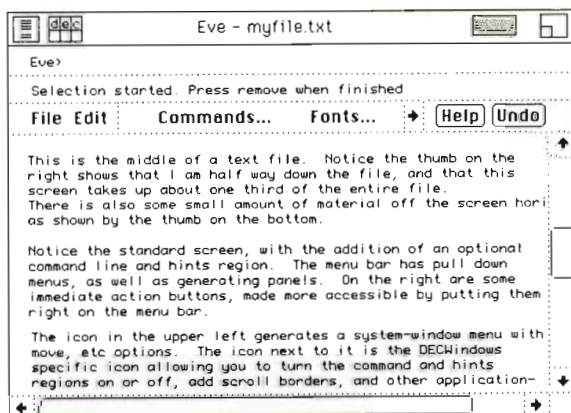 dec Eve - myfile.txt
Eve>
Selection started. Press remove when finished
File Edit Commands... Fonts... Help Undo
This is the middle of a text file. Notice the thumb on the
right shows that I am half way down the file, and that this
screen takes up about one third of the entire file.
There is also some small amount of material off the screen hori
as shown by the thumb on the bottom.
Notice the standard screen, with the addition of an optional
command line and hints region. The menu bar has pull down
menus, as well as generating panels. On the right are some
immediate action buttons, made more accessible by putting them
right on the menu bar.
The icon in the upper left generates a system-window menu with
move, etc options. The icon next to it is the DECWindows
specific icon allowing you to turn the command and hints
regions on or off, add scroll borders, and other application-